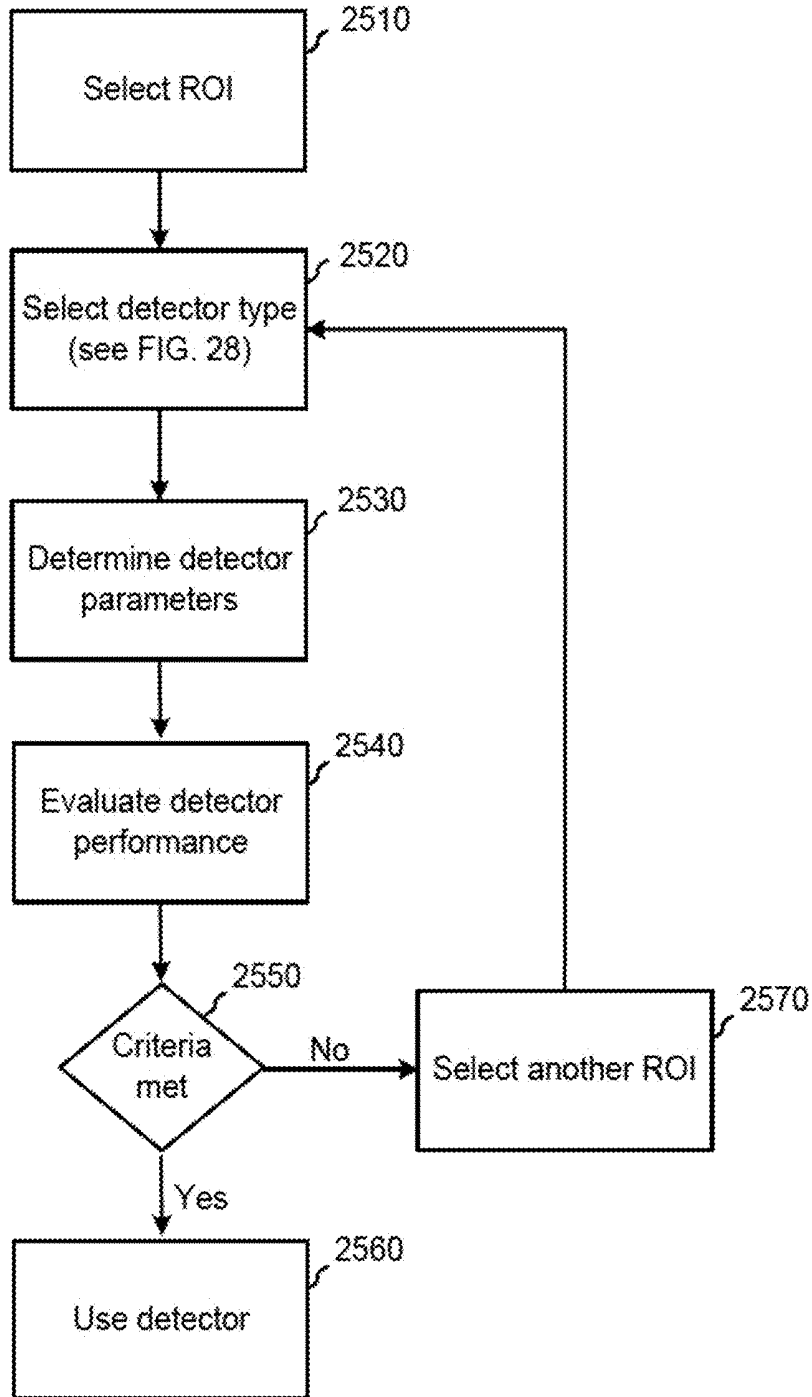 2510
Select ROI
2520
Select detector type
(see FIG. 28)
2530
Determine detector
parameters
2540
Evaluate detector
performance
2550
Criteria
met
No
2570
Select another ROI
Yes
2560
Use detector